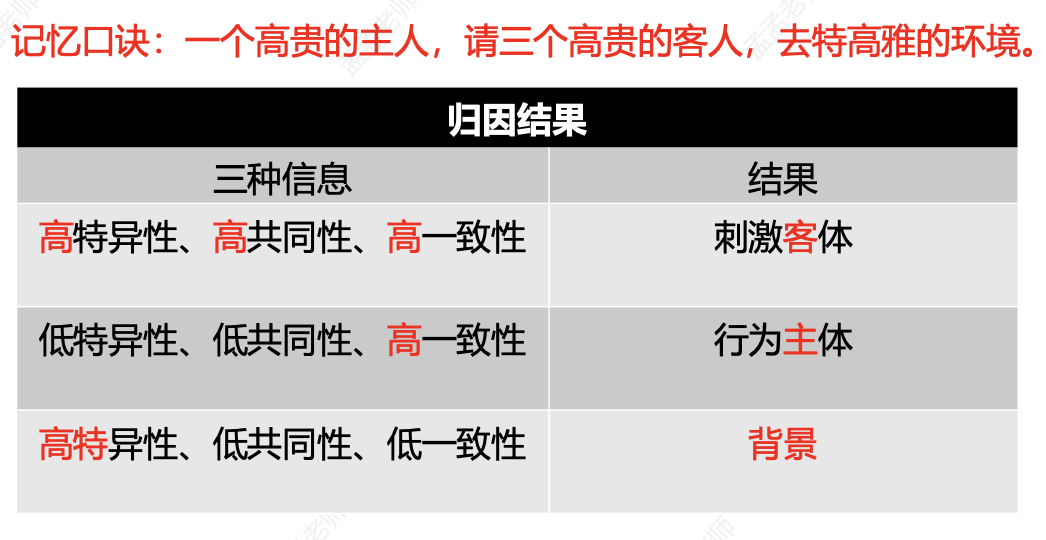 记忆口诀：一个高贵的主人，请三个高贵的客人，去特高雅的环境。
归因结果
三种信息 结果
高特异性、高共同性、高一致性 刺激客体
低特异性、低共同性、高一致性 行为主体
高特异性、低共同性、低一致性 背景